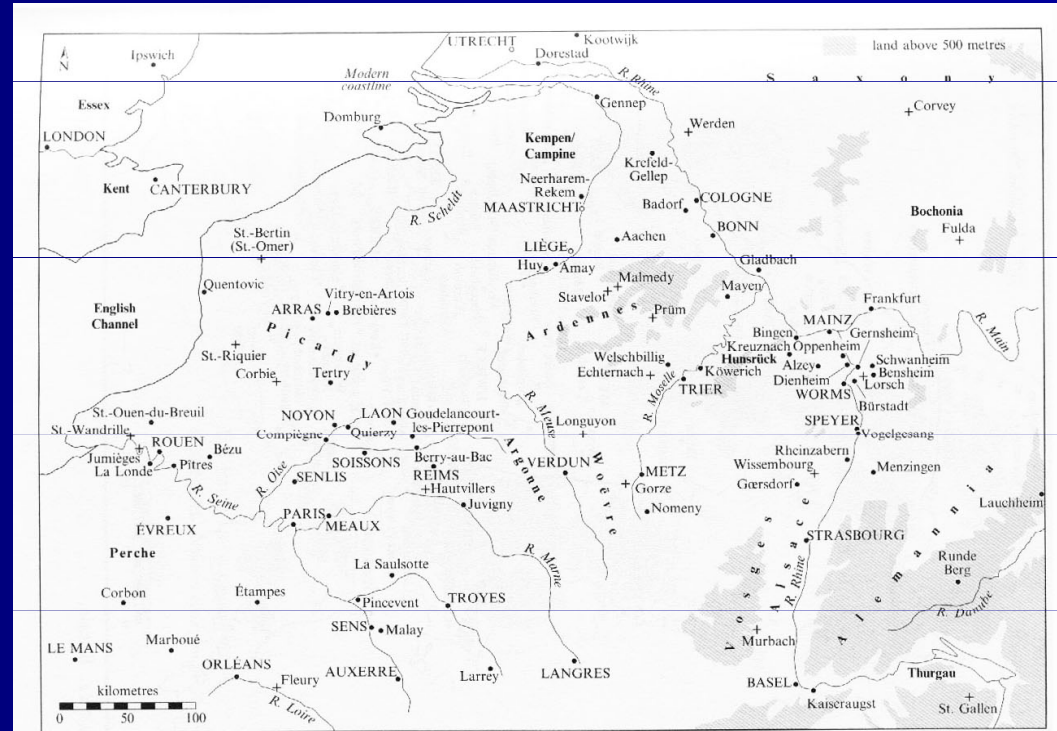 UTRECHT
Kootwijk
Dorestad
land above 500 metres
Ipswich
N
Modern
coastline
R. Rhine
Saxony
Essex
Gennep
Corvey
Domburg
Werden
LONDON
Kempen/
Campine
Krefeld-
Gellep
Kent
CANTERBURY
Neerharem-
Rekem
MAASTRICHT
COLOGNE
Badorf
R. Scheldt
Bochonia
Fulda
St.-Bertin
(St.-Omer)
Aachen
BONN
LIÈGE
Huy
Amay
Gladbach
Malmedy
Stavelot
Mayen
Quentovic
Vitry-en-Artois
ARRAS
Brebières
English
Channel
Ardennes
Prüm
Frankfurt
MAINZ
Gernsheim
R. Main
Picardy
Bingen
Kreuznach
Oppenheim
St.-Riquier
Corbie
Tertry
Welschbillig
Echternach
Hunsrück
Köwerich
Alzey
Schwanheim
Bensheim
Dienheim
Lorsch
TRIER
WORMS
Bürstadt
R. Moselle
R. Meuse
St.-Ouen-du-Breuil
NOYON
LAON
Goudelancourt-
les-Pierrepont
Longuyon
SPEYER
Vogelgesang
St.-Wandrille
ROUEN
Compiègne
Quierzy
Jumièges
La Londe
Bézu
Pîtres
SOISSONS
Berry-au-Bac
REIMS
Argonne
Woëvre
VERDUN
METZ
Rheinzabern
Wissembourg
Menzingen
R. Oise
SENLIS
Hautvillers
Gorze
Gœrsdorf
R. Seine
Juvigny
Nomeny
Lauchheim
ÉVREUX
PARIS
MEAUX
STRASBOURG
Perche
R. Marne
Vosges
Alsace
R. Rhine
Alemannia
La Saulsotte
Runde
Berg
Corbon
Étampes
Pincevent
TROYES
R. Danube
SENS
Malay
Murbach
LE MANS
Marboué
ORLÉANS
Fleury
AUXERRE
Larrey
LANGRES
BASEL
Kaiseraugst
Thurgau
St. Gallen
R. Loire
kilometres
0 50 100